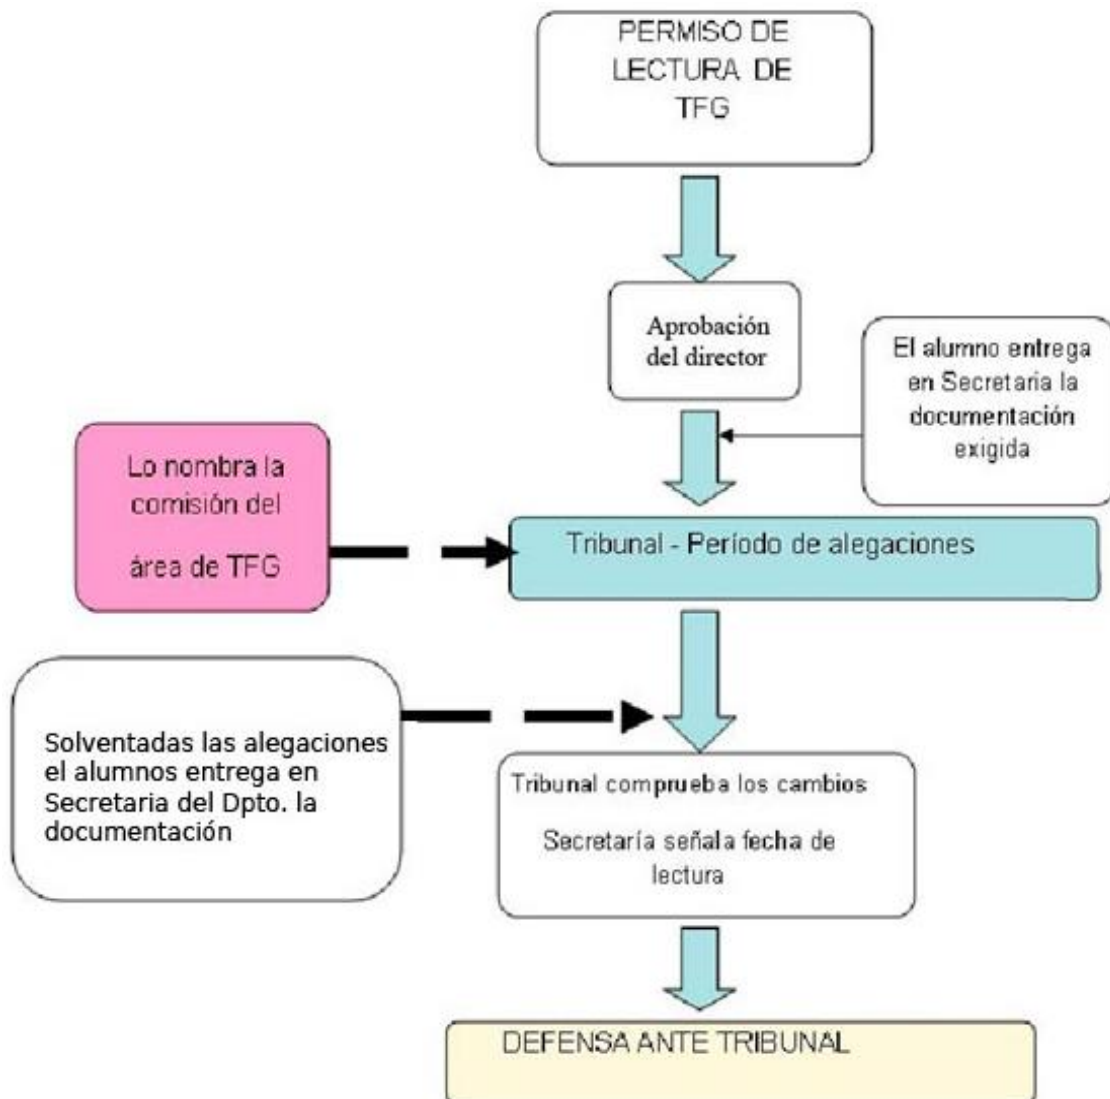 PERMISO DE
LECTURA DE
TFG
Aprobación
del director
El alumno entrega
en Secretaria la
documentación
exigida
Lo nombra la
comisión del
área de TFG
Tribunal - Período de alegaciones
Solventadas las alegaciones
el alumnos entrega en
Secretaria del Dpto. la
documentación
Tribunal comprueba los cambios
Secretaría señala fecha de
lectura
DEFENSA ANTE TRIBUNAL